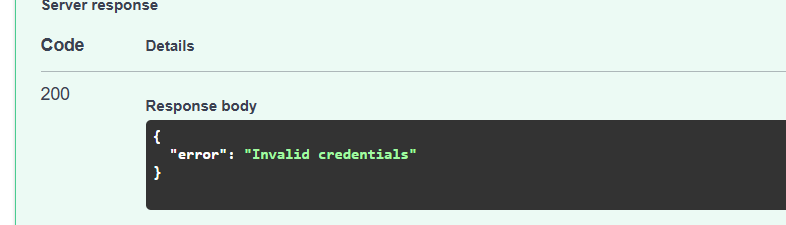 Server response
Code Details
200
Response body
{
"error": "Invalid credentials"
}